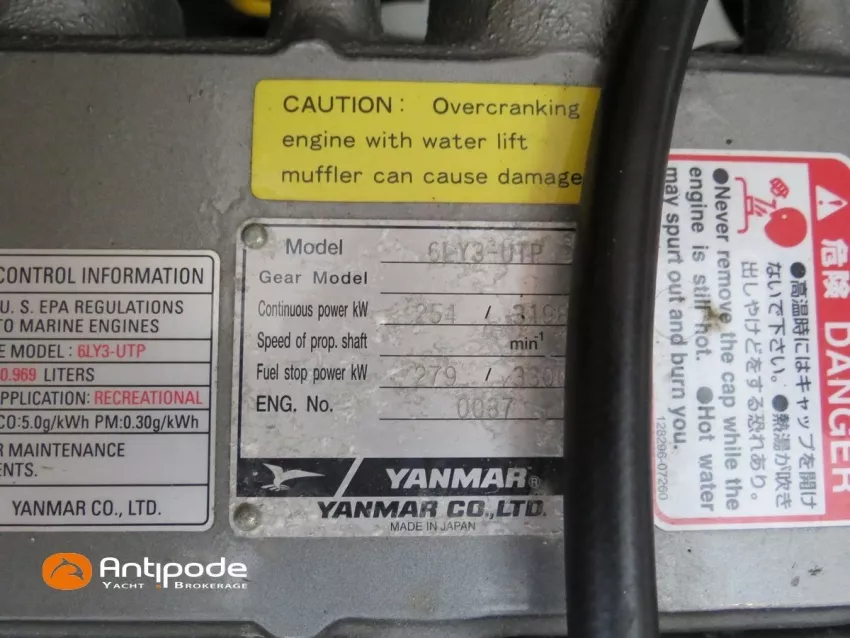 CAUTION: Overcranking
engine with water lift
muffler can cause damage
CONTROL INFORMATION
U. S. EPA REGULATIONS
TO MARINE ENGINES
E MODEL : 6LY3-UTP
0.969 LITERS
APPLICATION: RECREATIONAL
CO:5.0g/kWh PM:0.30g/kWh
R MAINTENANCE
ENTS.
YANMAR CO., LTD.
Model 6LY3-UTP
Gear Model
Continuous power kW 254 /
Speed of prop. shaft min⁻¹
Fuel stop power kW 279 /
ENG. No. 0087
YANMAR®
YANMAR CO.,LTD.
MADE IN JAPAN
危険 DANGER
●高温時にはキャップを開け
ないで下さい。●熱湯が吹き
出しやけどをする恐れあり。
●Never remove the cap while the
engine is still hot. ●Hot water
may spurt out and burn you.
128296-07260
Antipode
YACHT BROKERAGE